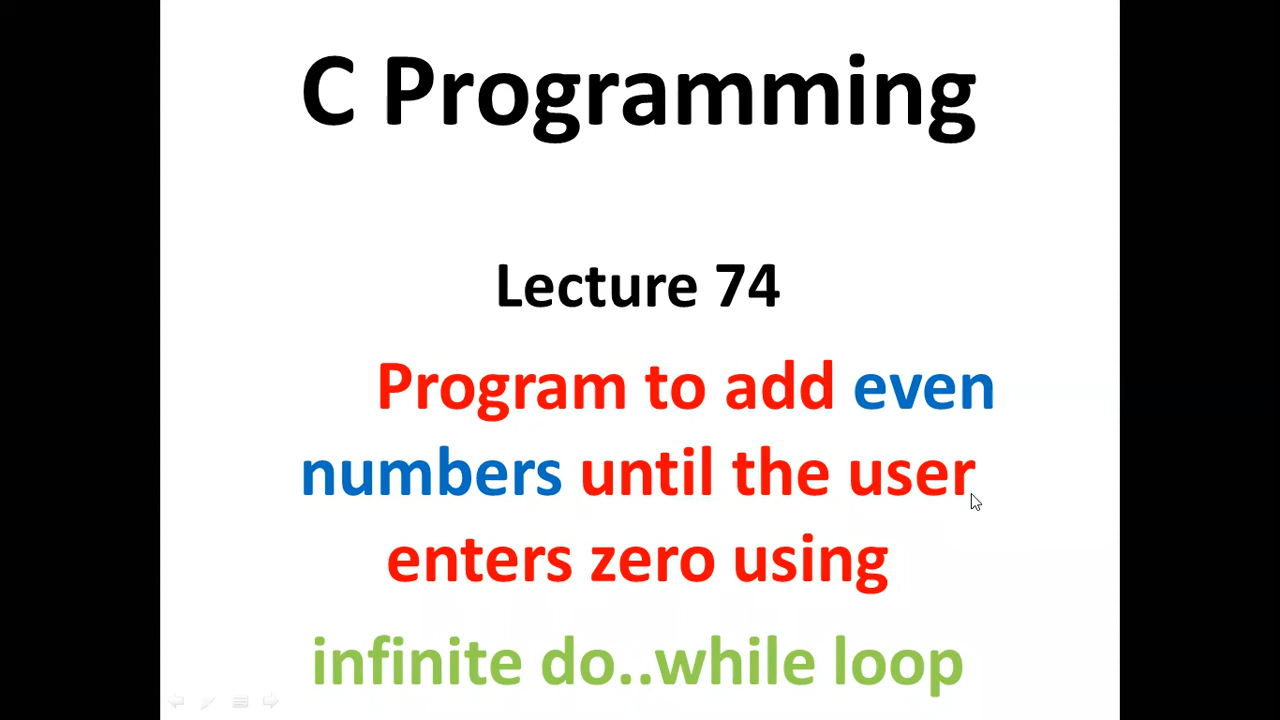 C Programming
Lecture 74
Program to add even
numbers until the user
enters zero using
infinite do..while loop